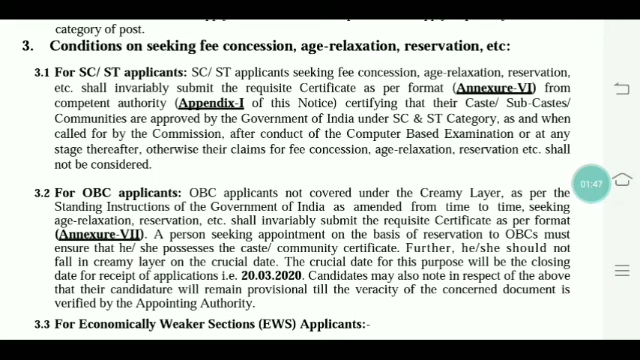 category of post.
3. Conditions on seeking fee concession, age-relaxation, reservation, etc:
3.1 For SC/ ST applicants: SC/ ST applicants seeking fee concession, age-relaxation, reservation,
etc. shall invariably submit the requisite Certificate as per format (Annexure-VI) from
competent authority (Appendix-I of this Notice) certifying that their Caste/ Sub-Castes/
Communities are approved by the Government of India under SC & ST Category, as and when
called for by the Commission, after conduct of the Computer Based Examination or at any
stage thereafter, otherwise their claims for fee concession, age-relaxation, reservation etc. shall
not be considered.
3.2 For OBC applicants: OBC applicants not covered under the Creamy Layer, as per the
Standing Instructions of the Government of India as amended from time to time, seeking
age-relaxation, reservation, etc. shall invariably submit the requisite Certificate as per format
(Annexure-VII). A person seeking appointment on the basis of reservation to OBCs must
ensure that he/ she possesses the caste/ community certificate. Further, he/she should not
fall in creamy layer on the crucial date. The crucial date for this purpose will be the closing
date for receipt of applications i.e. 20.03.2020. Candidates may also note in respect of the above
that their candidature will remain provisional till the veracity of the concerned document is
verified by the Appointing Authority.
3.3 For Economically Weaker Sections (EWS) Applicants:-
01:47